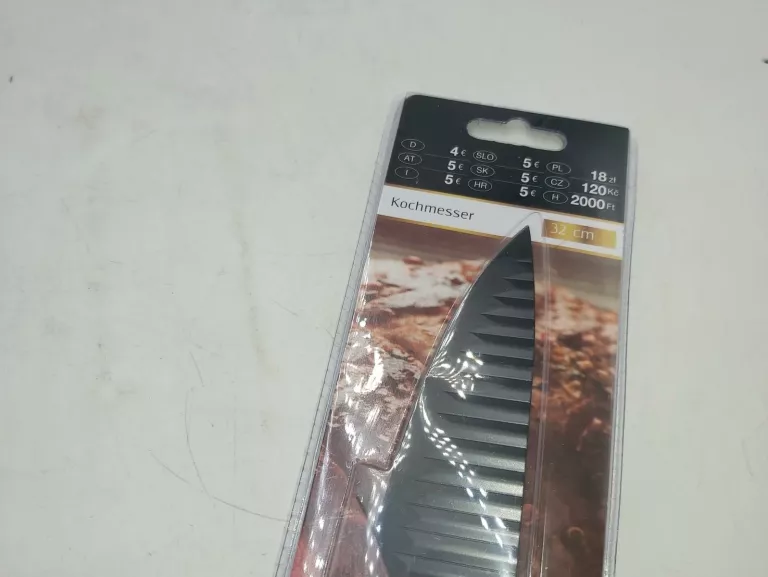 D 4€ SLO 5€ PL 18zł
AT 5€ SK 5€ CZ 120Kč
I 5€ HR 5€ H 2000Ft
Kochmesser 32 cm